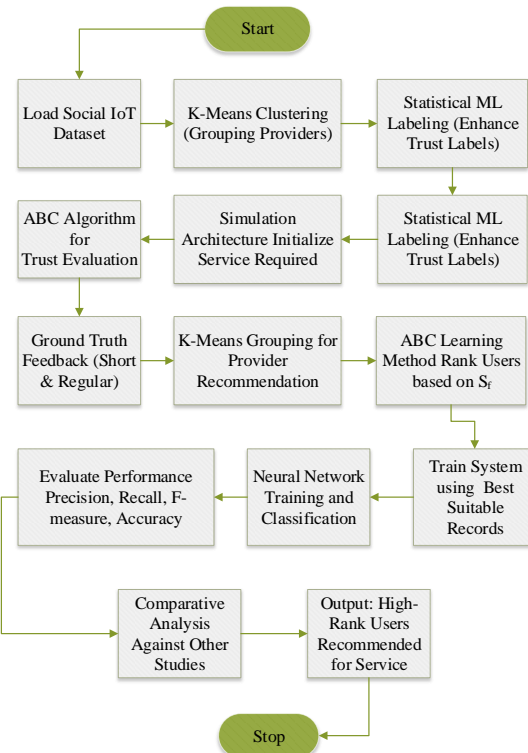 Start
Load Social IoT
Dataset
K-Means Clustering
(Grouping Providers)
Statistical ML
Labeling (Enhance
Trust Labels)
Statistical ML
Labeling (Enhance
Trust Labels)
Simulation
Architecture Initialize
Service Required
ABC Algorithm
for
Trust Evaluation
Ground Truth
Feedback (Short
& Regular)
K-Means Grouping for
Provider
Recommendation
ABC Learning
Method Rank Users
based on Sf
Train System
using Best
Suitable
Records
Neural Network
Training and
Classification
Evaluate Performance
Precision, Recall, F-
measure, Accuracy
Comparative
Analysis
Against Other
Studies
Output: High-
Rank Users
Recommended
for Service
Stop